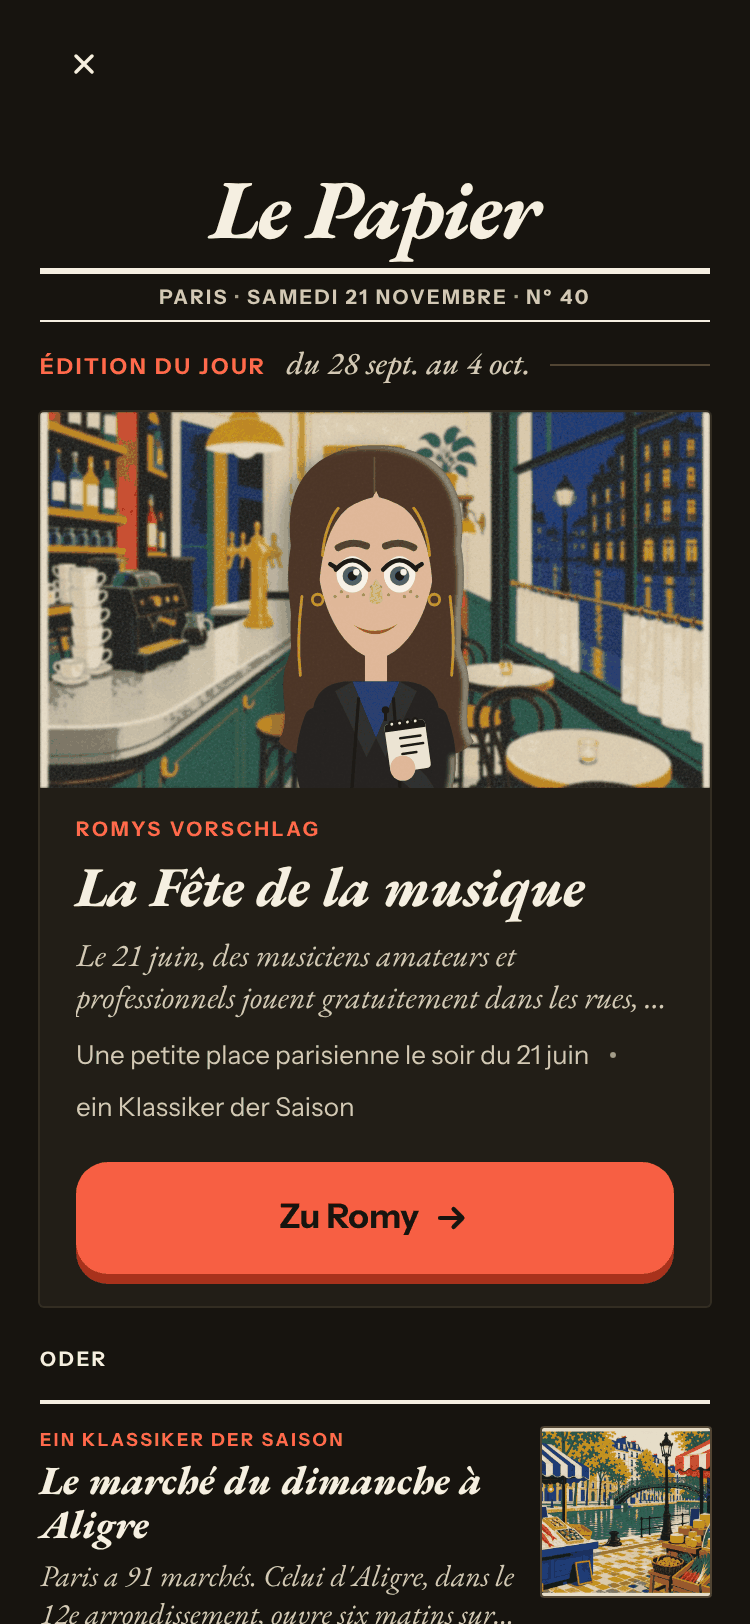 Le Papier
PARIS · SAMEDI 21 NOVEMBRE · N° 40
ÉDITION DU JOUR du 28 sept. au 4 oct.
ROMYS VORSCHLAG
La Fête de la musique
Le 21 juin, des musiciens amateurs et
professionnels jouent gratuitement dans les rues, ...
Une petite place parisienne le soir du 21 juin •
ein Klassiker der Saison
Zu Romy →
ODER
EIN KLASSIKER DER SAISON
Le marché du dimanche à
Aligre
Paris a 91 marchés. Celui d'Aligre, dans le
12e arrondissement, ouvre six matins sur...